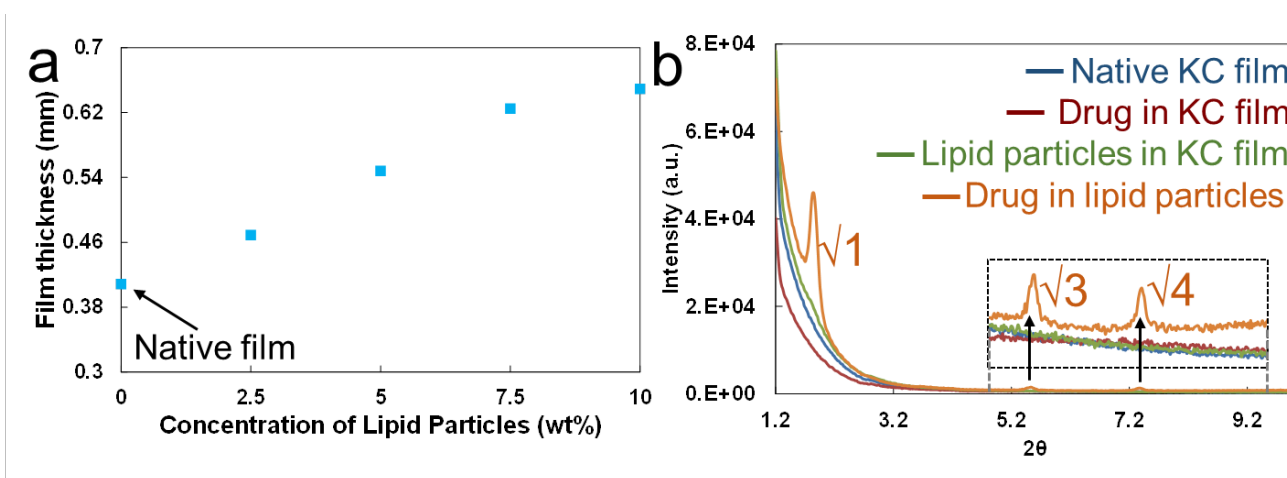 a
0.7
0.62
0.54
0.46
0.38
0.3
Film thickness (mm)
Native film
0
2.5
5
7.5
10
Concentration of Lipid Particles (wt%)
b
8.E+04
6.E+04
4.E+04
2.E+04
0.E+00
Intensity (a.u.)
Native KC film
Drug in KC film
Lipid particles in KC film
Drug in lipid particles
√1
√3
√4
1.2
3.2
5.2
7.2
9.2
2θ